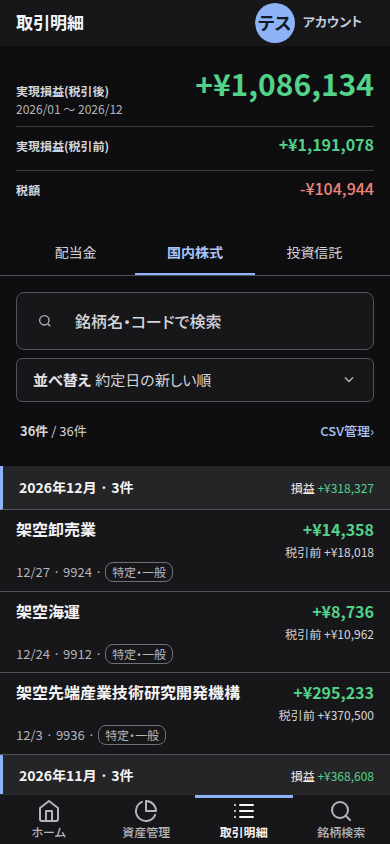 取引明細
テス アカウント
実現損益(税引後)
2026/01 〜 2026/12
+¥1,086,134
実現損益(税引前) +¥1,191,078
税額 -¥104,944
配当金 国内株式 投資信託
銘柄名・コードで検索
並べ替え 約定日の新しい順
36件 / 36件 CSV管理›
2026年12月・3件 損益 +¥318,327
架空卸売業 +¥14,358
税引前 +¥18,018
12/27・9924・特定・一般
架空海運 +¥8,736
税引前 +¥10,962
12/24・9912・特定・一般
架空先端産業技術研究開発機構 +¥295,233
税引前 +¥370,500
12/3・9936・特定・一般
2026年11月・3件 損益 +¥368,608
ホーム 資産管理 取引明細 銘柄検索